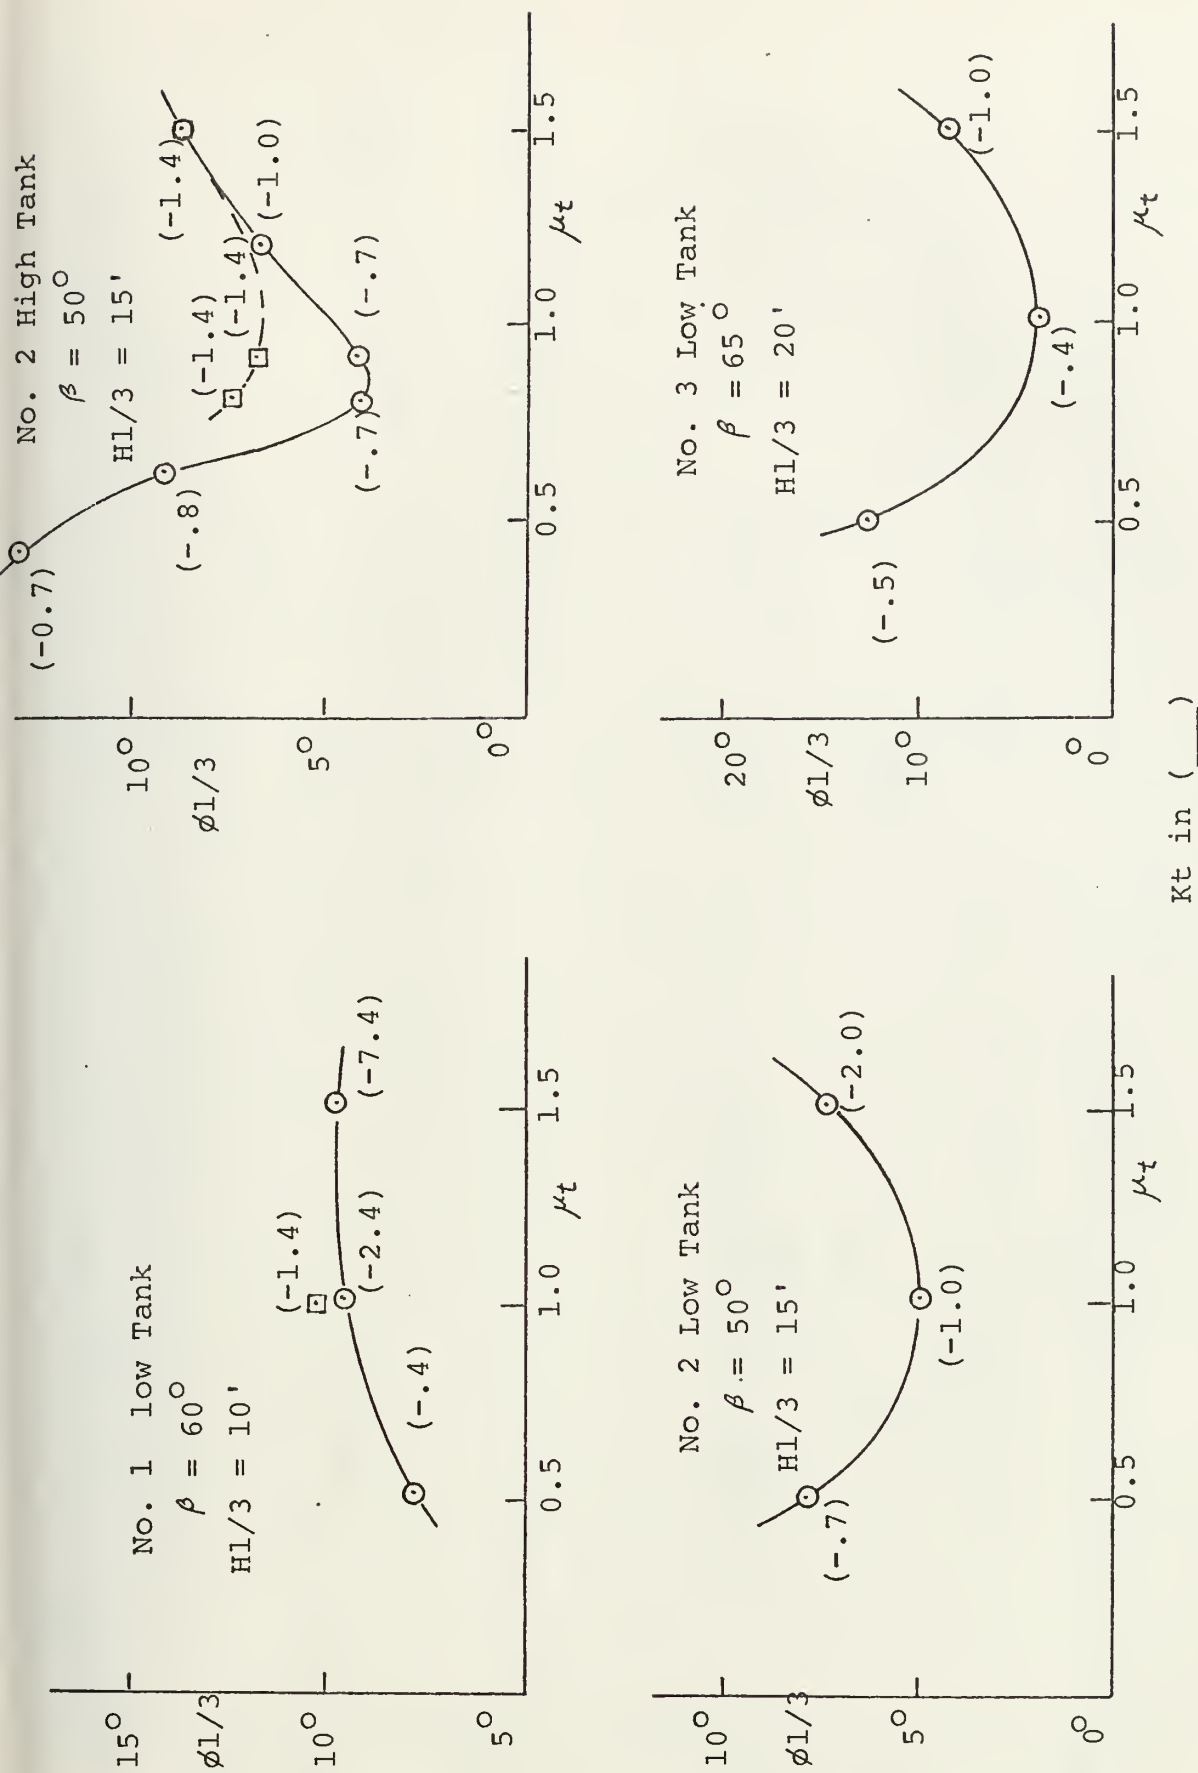 No. 1 low Tank
β = 60°
H1/3 = 10'
15°
ø1/3
10°
5°
(-.4)
(-1.4)
(-2.4)
(-7.4)
0.5
1.0
1.5
μt
No. 2 High Tank
β = 50°
H1/3 = 15'
10°
ø1/3
5°
0°
(-0.7)
(-.8)
(-.7)
(-.7)
(-1.4)
(-1.4)
(-1.4)
(-1.0)
0.5
1.0
1.5
μt
No. 2 Low Tank
β = 50°
H1/3 = 15'
10°
ø1/3
5°
0°
(-.7)
(-1.0)
(-2.0)
0.5
1.0
1.5
μt
No. 3 Low Tank
β = 65°
H1/3 = 20'
20°
ø1/3
10°
0°
(-.5)
(-.4)
(-1.0)
0.5
1.0
1.5
μt
Kt in (___)